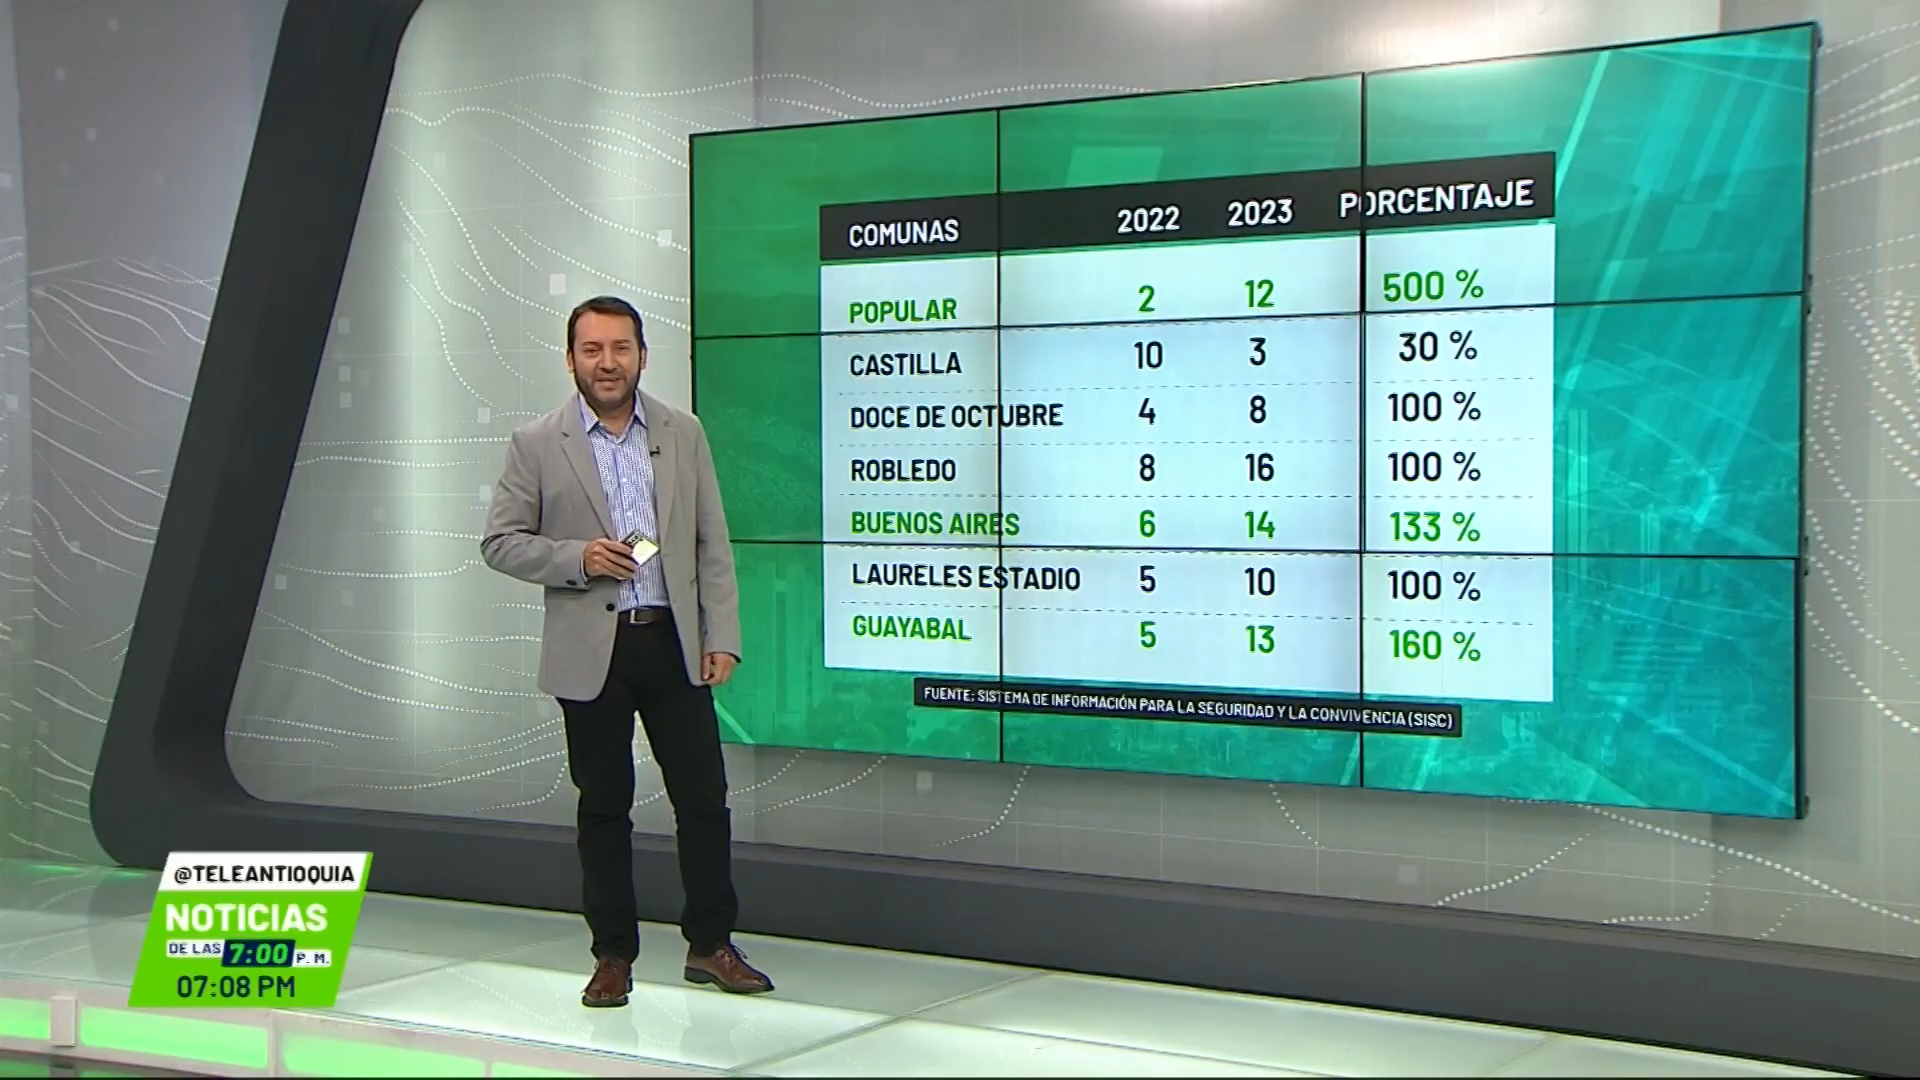 COMUNAS 2022 2023 PORCENTAJE
POPULAR 2 12 500 %
CASTILLA 10 3 30 %
DOCE DE OCTUBRE 4 8 100 %
ROBLEDO 8 16 100 %
BUENOS AIRES 6 14 133 %
LAURELES ESTADIO 5 10 100 %
GUAYABAL 5 13 160 %
FUENTE: SISTEMA DE INFORMACIÓN PARA LA SEGURIDAD Y LA CONVIVENCIA (SISC)
@TELEANTIOQUIA
NOTICIAS
DE LAS 7:00 P. M.
07:08 PM